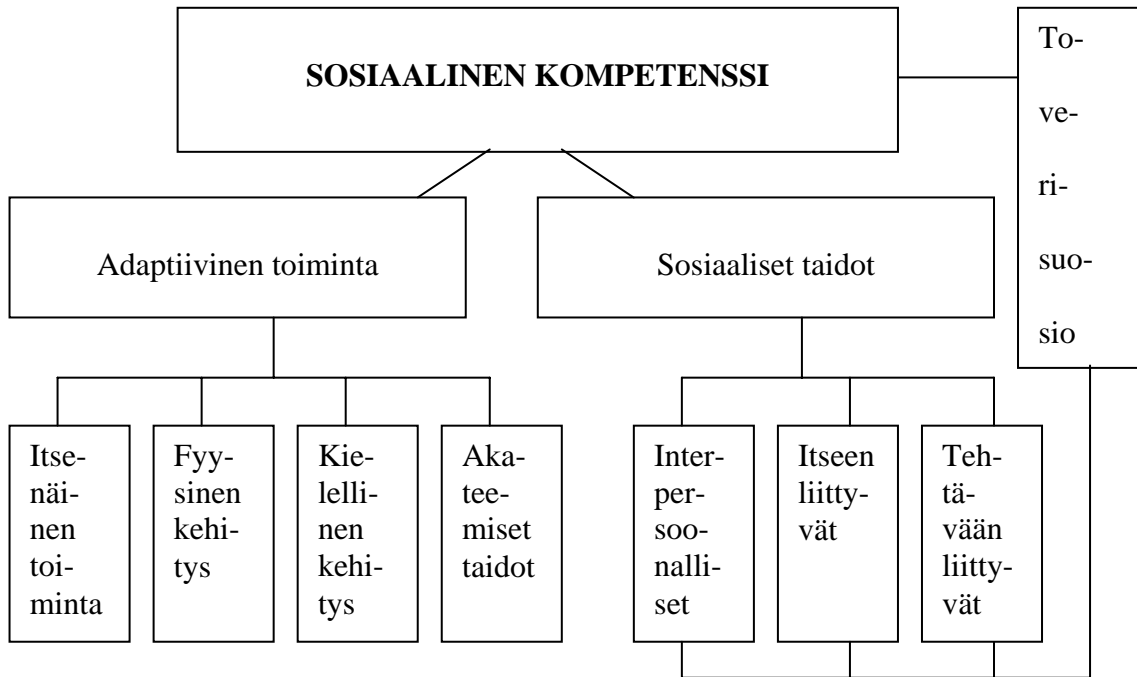 SOSIAALINEN KOMPETENSSI
To-
ve-
ri-
suo-
sio
Adaptiivinen toiminta
Sosiaaliset taidot
Itse-
näi-
nen
toi-
minta
Fyy-
sinen
kehi-
tys
Kie-
lelli-
nen
kehi-
tys
Aka-
tee-
miset
taidot
Inter-
per-
soo-
nalli-
set
Itseen
liitty-
vät
Teh-
tä-
vään
liitty-
vät